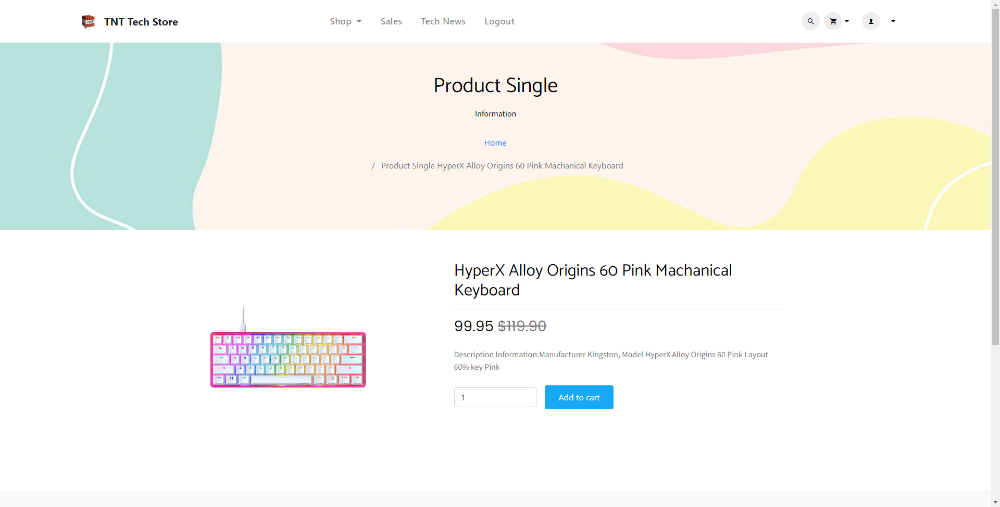 TNT Tech Store
Shop
Sales
Tech News
Logout
Product Single
Information
Home
/ Product Single HyperX Alloy Origins 60 Pink Machanical Keyboard
HyperX Alloy Origins 60 Pink Machanical
Keyboard
99.95 $119.90
Description Information:Manufacturer Kingston, Model HyperX Alloy Origins 60 Pink Layout
60% key Pink
1
Add to cart